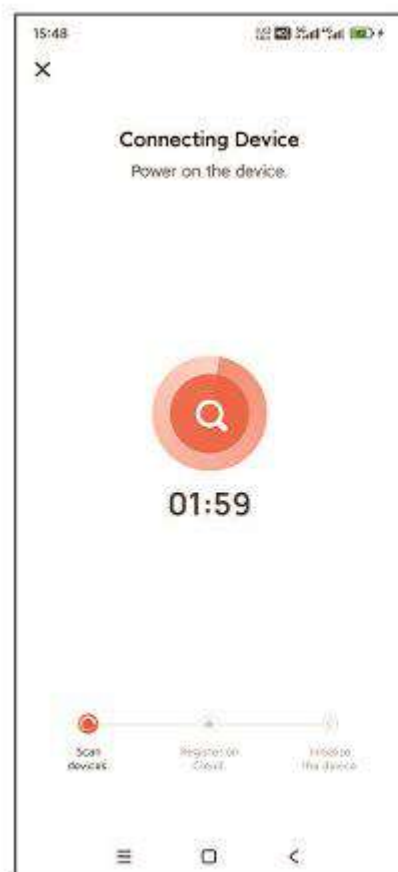 15:48
Connecting Device
Power on the device.
01:59
Scan
devices
Register on
Cloud
Initialize
the device